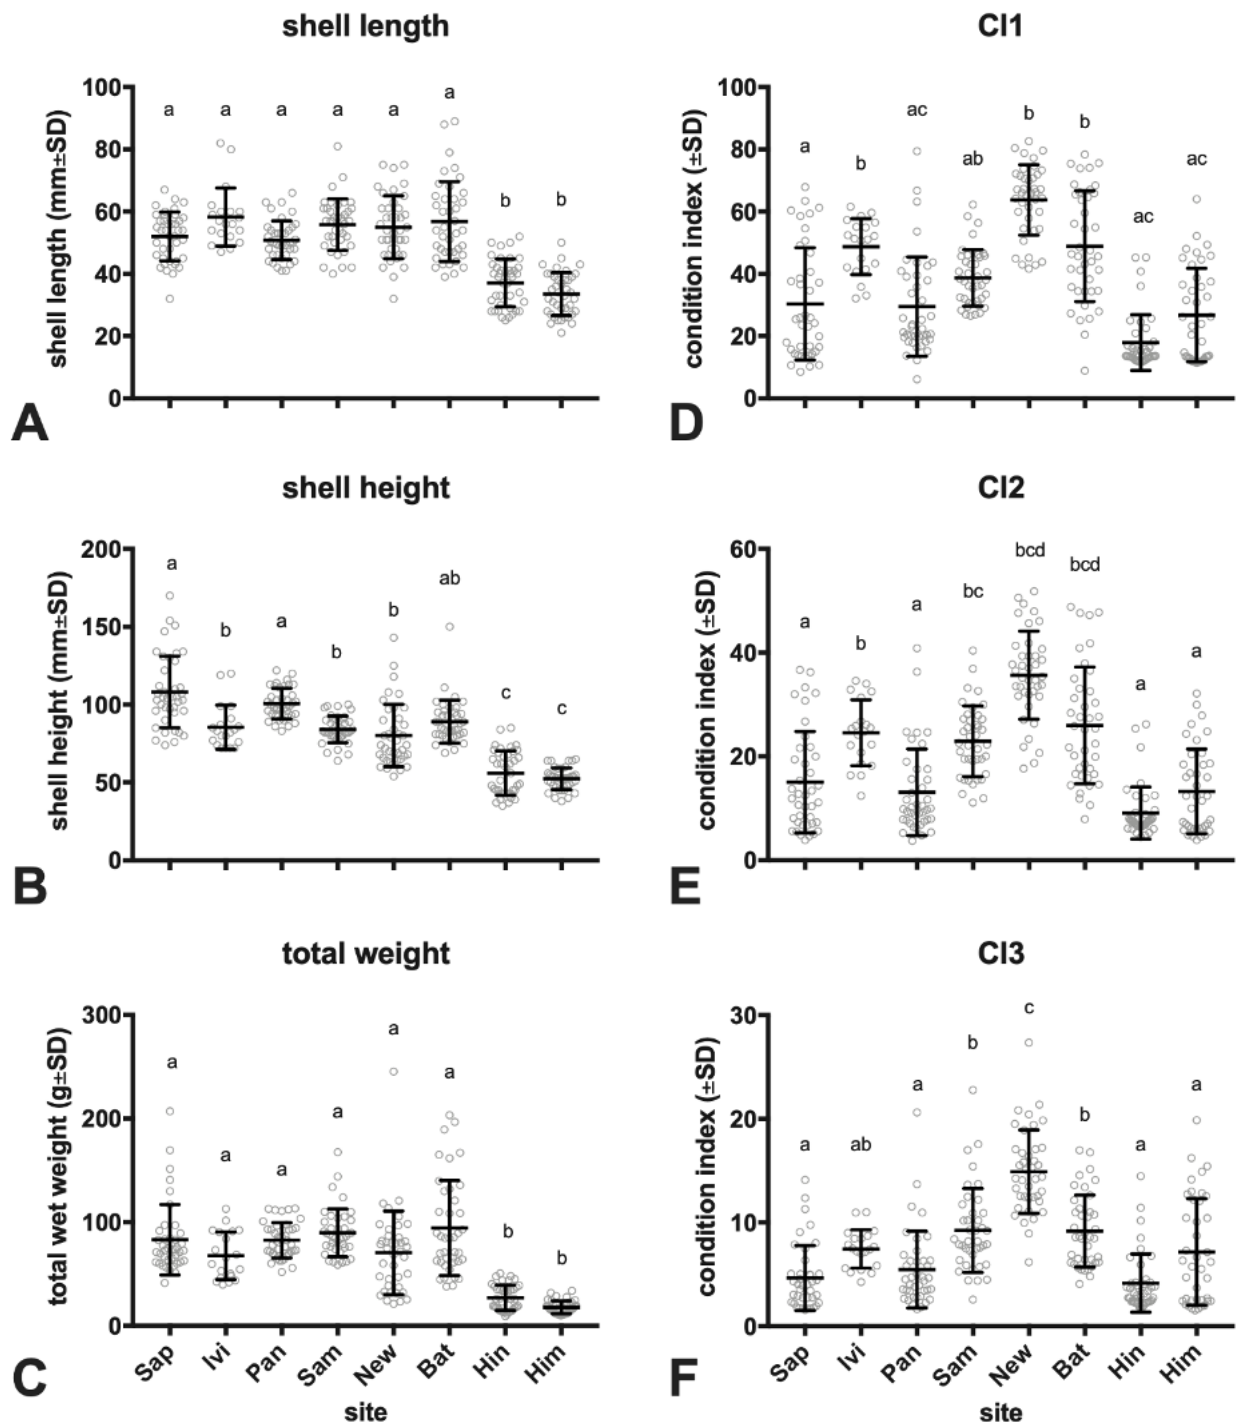 shell length
shell length (mm±SD)
100
80
60
40
20
0
a a a a a a b b
A
CI1
condition index (±SD)
100
80
60
40
20
0
a b ac ab b b ac ac
D
shell height
shell height (mm±SD)
200
150
100
50
0
a b a b b ab c c
B
CI2
condition index (±SD)
60
40
20
0
a b a bc bcd bcd a a
E
total weight
total wet weight (g±SD)
300
200
100
0
a a a a a a b b
Sap Ivi Pan Sam New Bat Hin Him
site
C
CI3
condition index (±SD)
30
20
10
0
a ab a b c b a a
Sap Ivi Pan Sam New Bat Hin Him
site
F